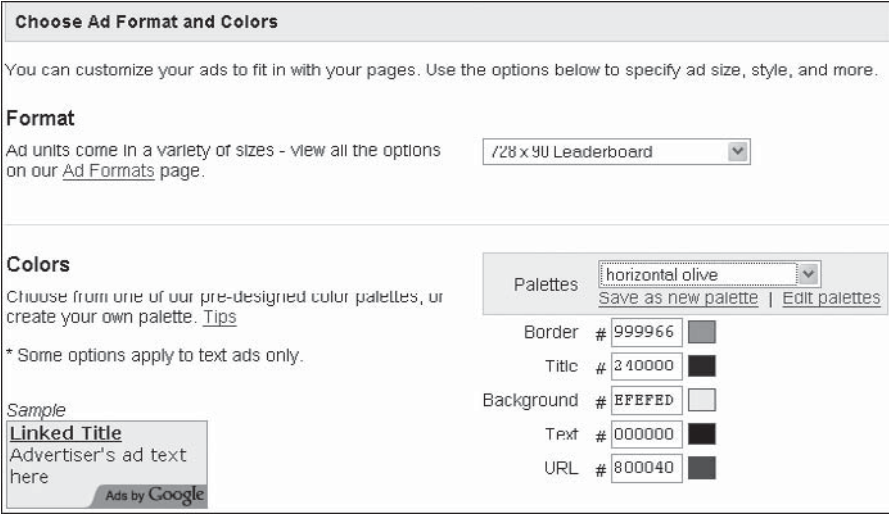 Choose Ad Format and Colors
You can customize your ads to fit in with your pages. Use the options below to specify ad size, style, and more.
Format
Ad units come in a variety of sizes - view all the options
on our Ad Formats page.
728 x 90 Leaderboard
Colors
Choose from one of our pre-designed color palettes, or
create your own palette. Tips
* Some options apply to text ads only.
Palettes horizontal olive
Save as new palette | Edit palettes
Border # 999966
Title # 240000
Background # EFEFED
Text # 000000
URL # 800040
Sample
Linked Title
Advertiser's ad text
here
Ads by Google